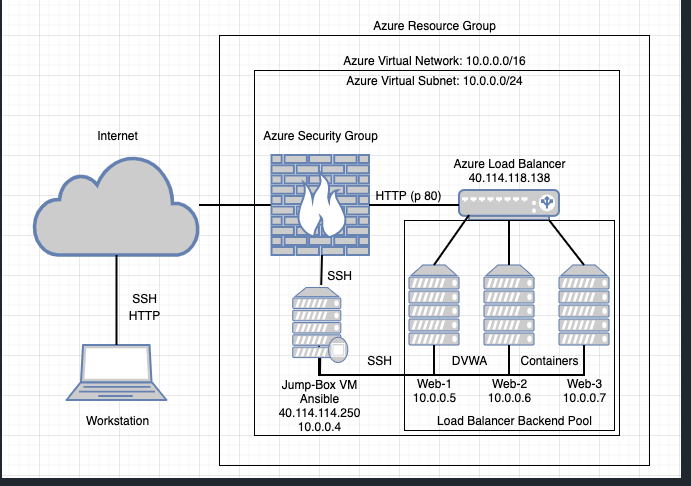 Azure Resource Group
Azure Virtual Network: 10.0.0.0/16
Azure Virtual Subnet: 10.0.0.0/24
Internet
Azure Security Group
Azure Load Balancer
40.114.118.138
HTTP (p 80)
SSH
SSH
HTTP
SSH
DVWA
Containers
Jump-Box VM
Ansible
40.114.114.250
10.0.0.4
Web-1
10.0.0.5
Web-2
10.0.0.6
Web-3
10.0.0.7
Workstation
Load Balancer Backend Pool